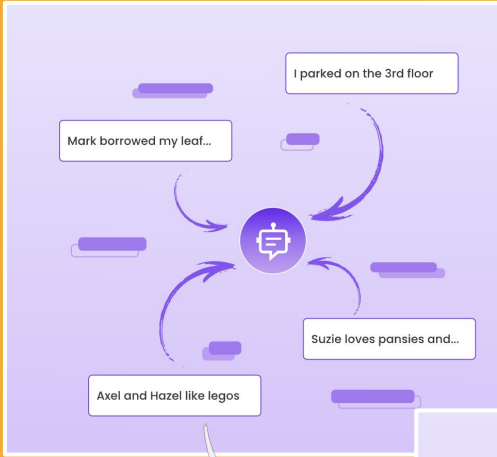 I parked on the 3rd floor
Mark borrowed my leaf...
Suzie loves pansies and...
Axel and Hazel like legos